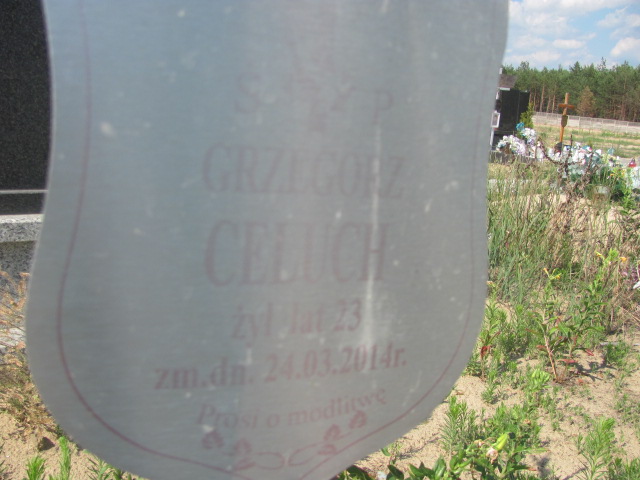 Ś. P.
GRZEGORZ
CELUCH
żył lat 23
zm.dn. 24.03.2014r.
Prosi o modlitwę